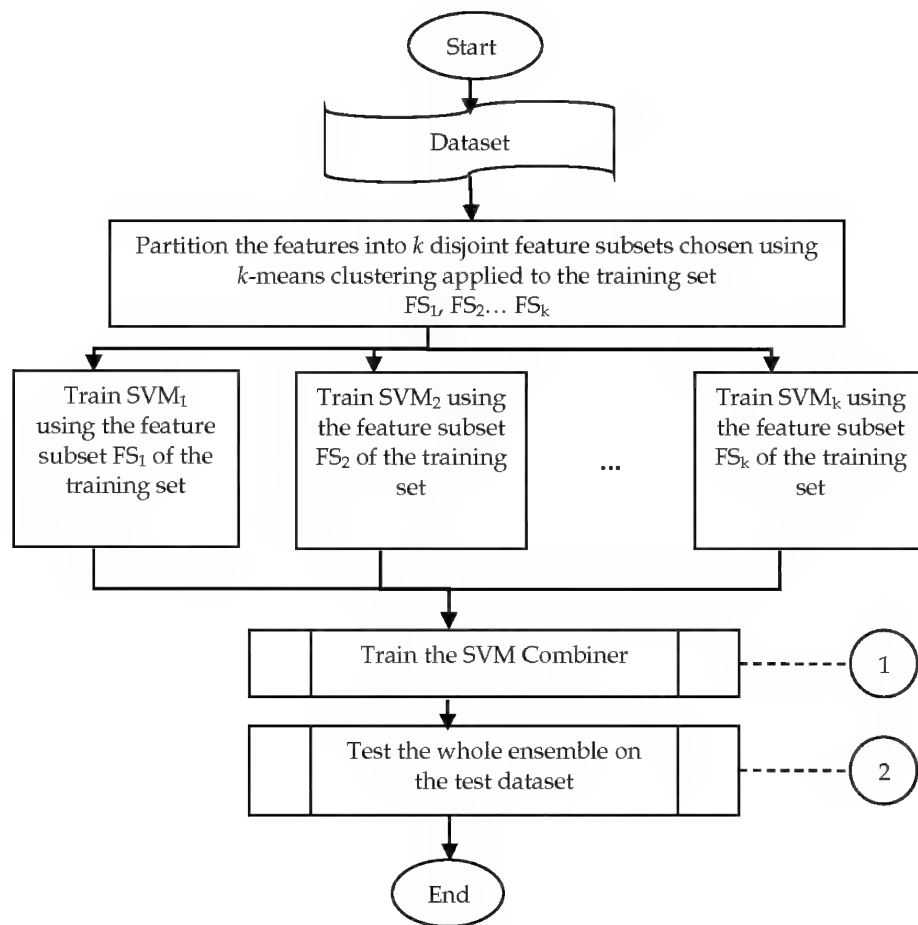 Start
Dataset
Partition the features into k disjoint feature subsets chosen using
k-means clustering applied to the training set
FS₁, FS₂… FSₖ
Train SVM₁
using the feature
subset FS₁ of the
training set
Train SVM₂ using
the feature subset
FS₂ of the training
set
...
Train SVMₖ using
the feature subset
FSₖ of the training
set
Train the SVM Combiner
1
Test the whole ensemble on
the test dataset
2
End